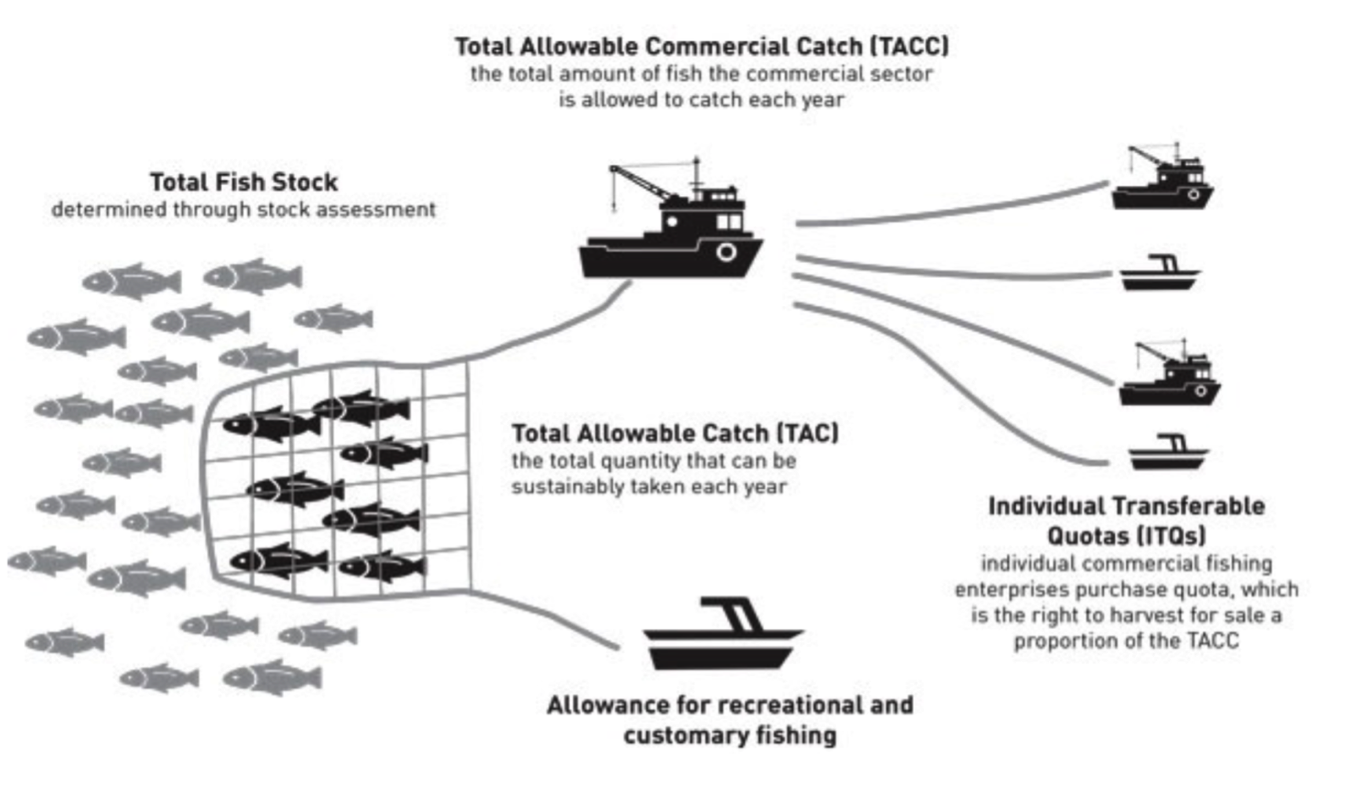 Total Allowable Commercial Catch (TACC)
the total amount of fish the commercial sector
is allowed to catch each year
Total Fish Stock
determined through stock assessment
Total Allowable Catch (TAC)
the total quantity that can be
sustainably taken each year
Individual Transferable
Quotas (ITQs)
individual commercial fishing
enterprises purchase quota, which
is the right to harvest for sale a
proportion of the TACC
Allowance for recreational and
customary fishing